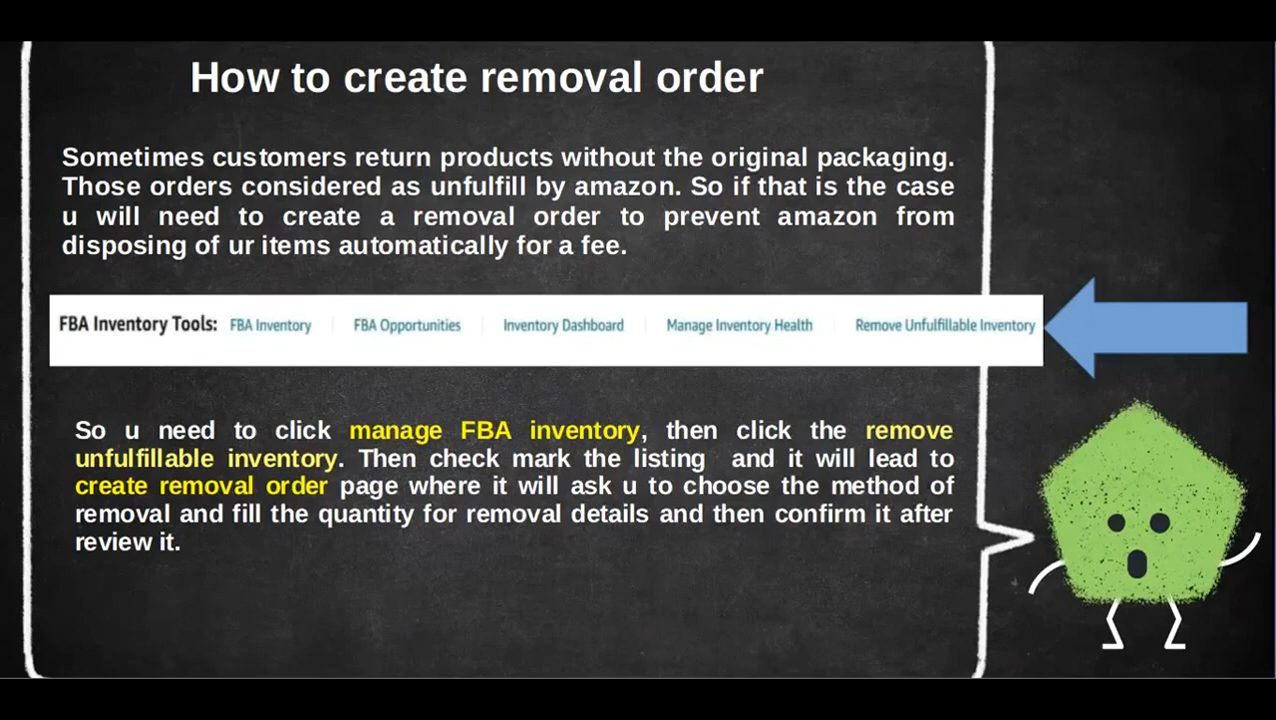 How to create removal order
Sometimes customers return products without the original packaging.
Those orders considered as unfulfill by amazon. So if that is the case
u will need to create a removal order to prevent amazon from
disposing of ur items automatically for a fee.
FBA Inventory Tools: FBA Inventory FBA Opportunities Inventory Dashboard Manage Inventory Health Remove Unfulfillable Inventory
So u need to click manage FBA inventory, then click the remove
unfulfillable inventory. Then check mark the listing and it will lead to
create removal order page where it will ask u to choose the method of
removal and fill the quantity for removal details and then confirm it after
review it.